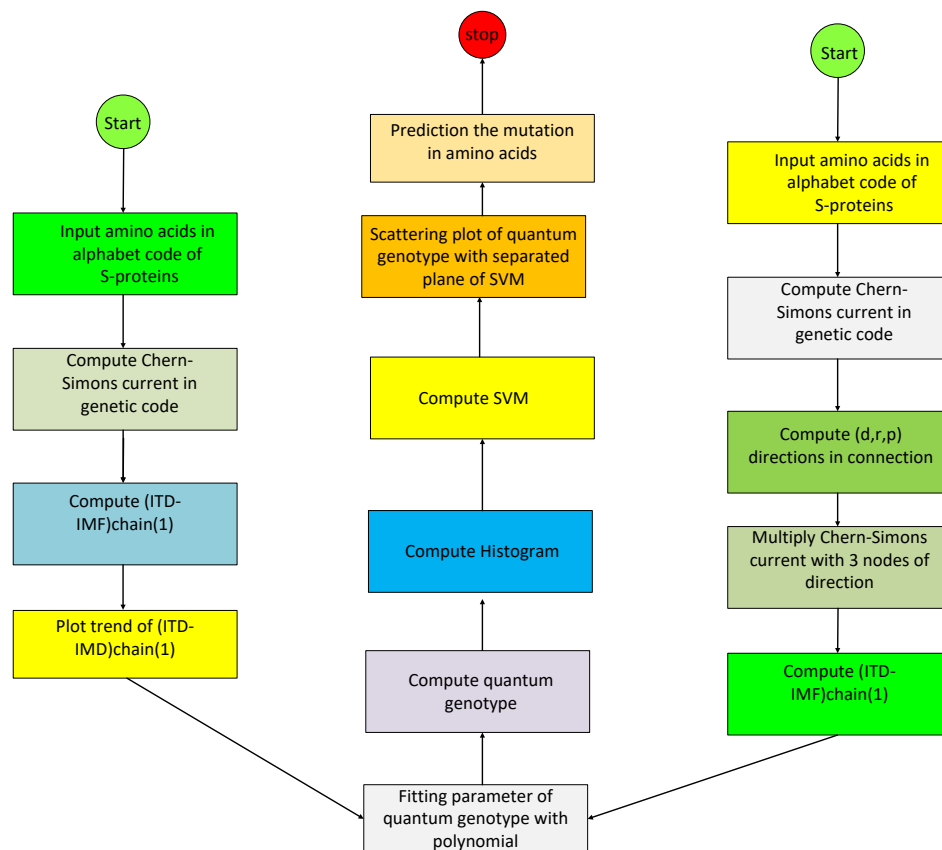 Start
Input amino acids in
alphabet code of
S-proteins
Compute Chern-
Simons current in
genetic code
Compute (ITD-
IMF)chain(1)
Plot trend of (ITD-
IMD)chain(1)
stop
Prediction the mutation
in amino acids
Scattering plot of quantum
genotype with separated
plane of SVM
Compute SVM
Compute Histogram
Compute quantum
genotype
Fitting parameter of
quantum genotype with
polynomial
Start
Input amino acids in
alphabet code of
S-proteins
Compute Chern-
Simons current in
genetic code
Compute (d,r,p)
directions in connection
Multiply Chern-Simons
current with 3 nodes of
direction
Compute (ITD-
IMF)chain(1)